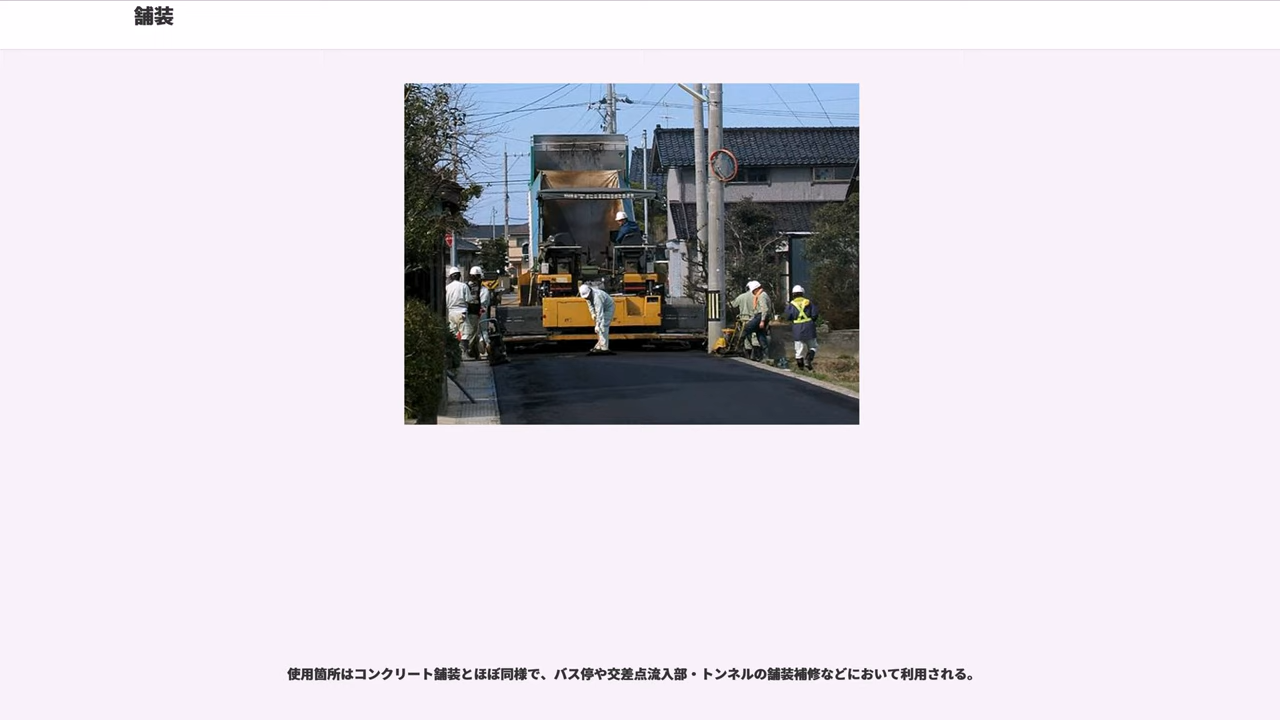 舗装
使用箇所はコンクリート舗装とほぼ同様で、バス停や交差点流入部・トンネルの舗装補修などにおいて利用される。